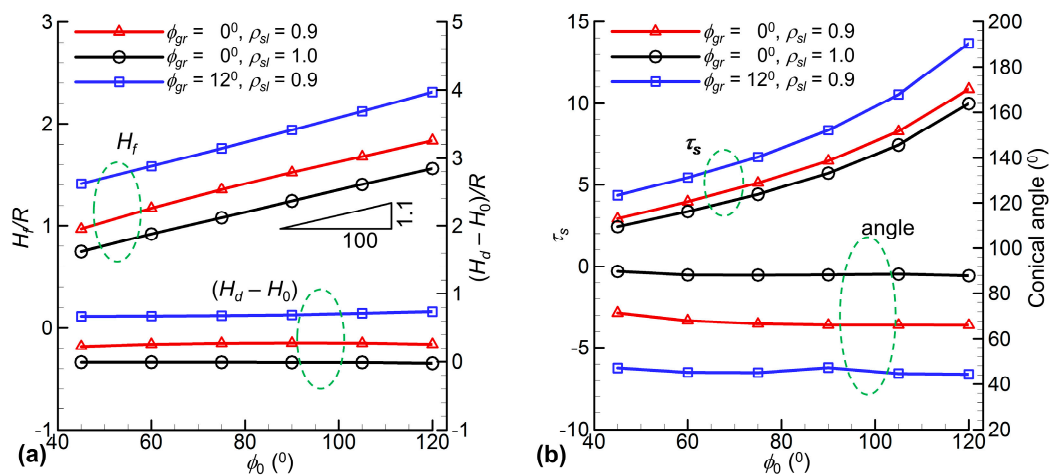 ϕgr = 0⁰, ρsl = 0.9
ϕgr = 0⁰, ρsl = 1.0
ϕgr = 12⁰, ρsl = 0.9
Hf
(Hd – H0)
100
1.1
3
2
1
0
-1
Hf/R
5
4
3
2
1
0
-1
(Hd – H0)/R
40 60 80 100 120
ϕ0 (⁰)
(a)
ϕgr = 0⁰, ρsl = 0.9
ϕgr = 0⁰, ρsl = 1.0
ϕgr = 12⁰, ρsl = 0.9
τs
angle
15
10
5
0
-5
-10
τs
200
180
160
140
120
100
80
60
40
20
Conical angle (⁰)
40 60 80 100 120
ϕ0 (⁰)
(b)